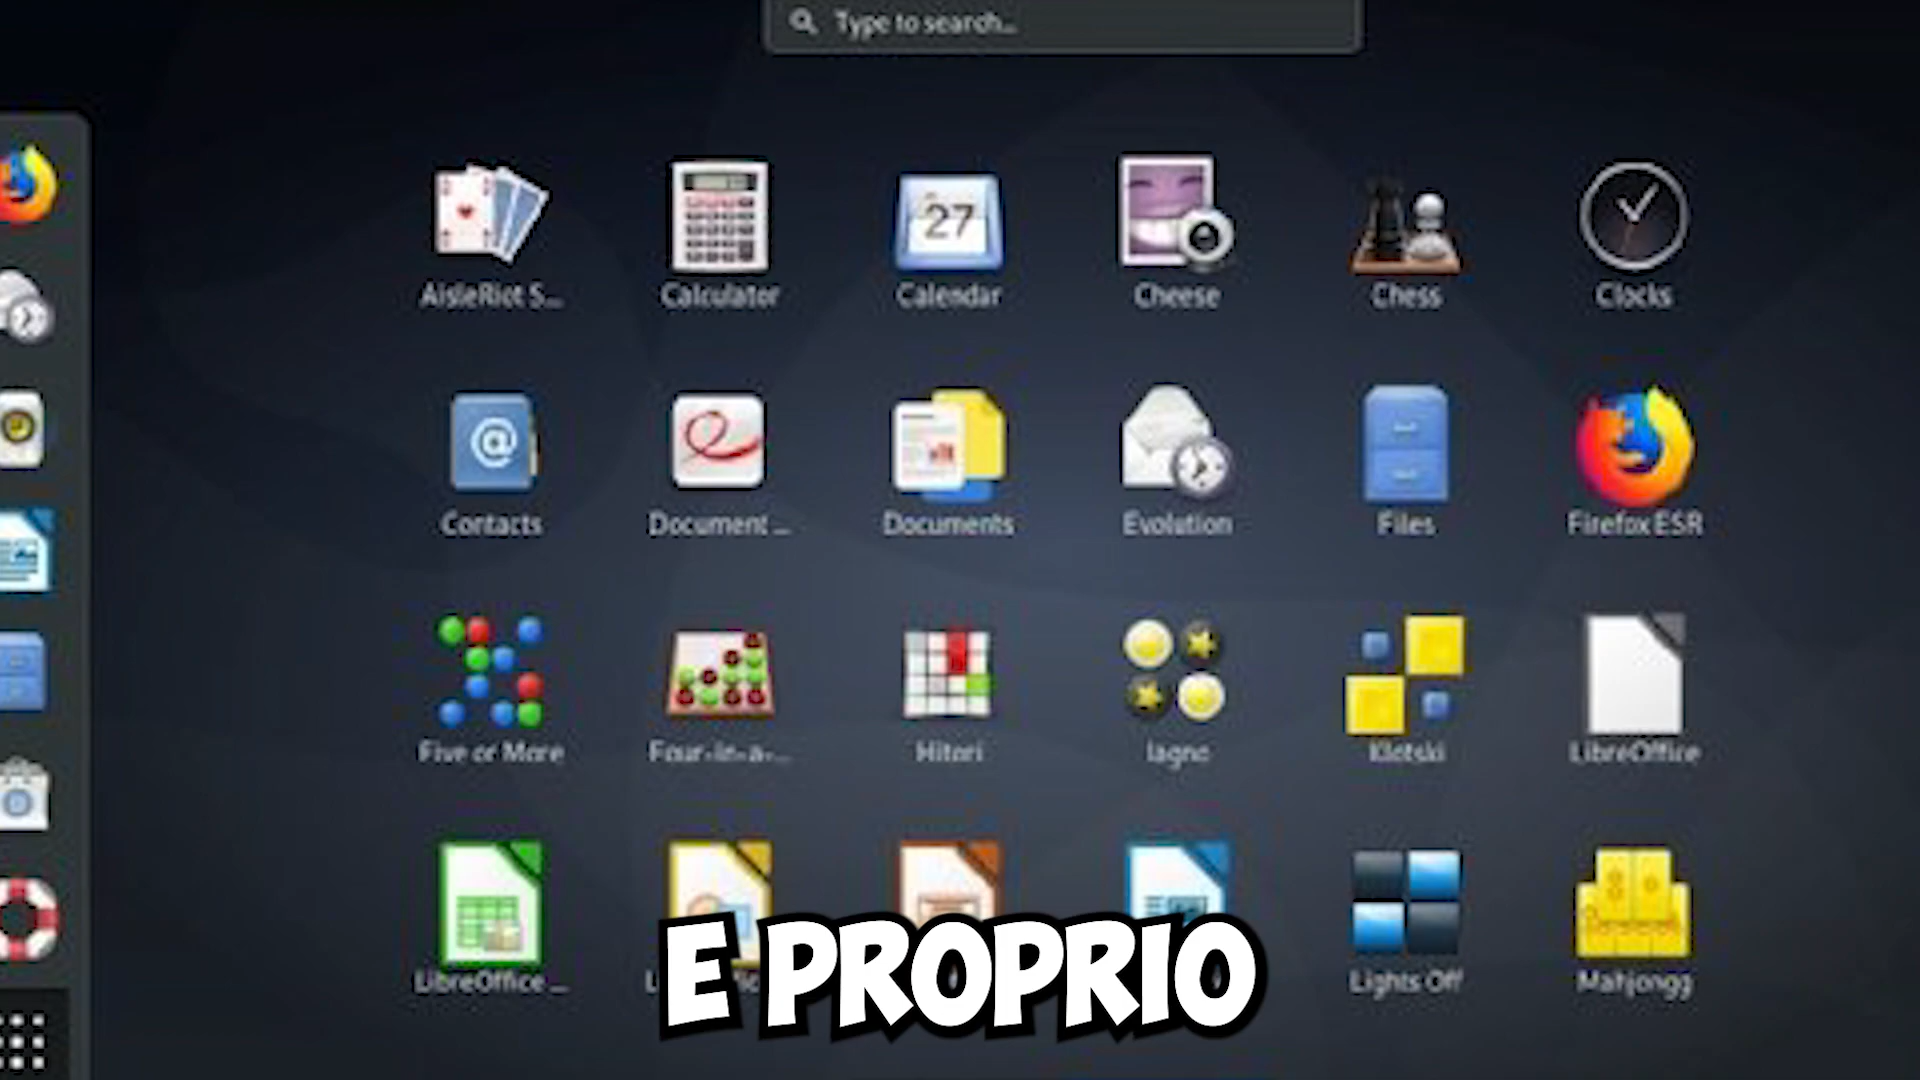 Type to search...
AisleRiot S...
Calculator
Calendar
27
Cheese
Chess
Clocks
Contacts
Document ...
Documents
Evolution
Files
Firefox ESR
Five or More
Four-in-a-...
Hitori
Iagno
Klotski
LibreOffice
LibreOffice ...
Lights Off
Mahjongg
E PROPRIO